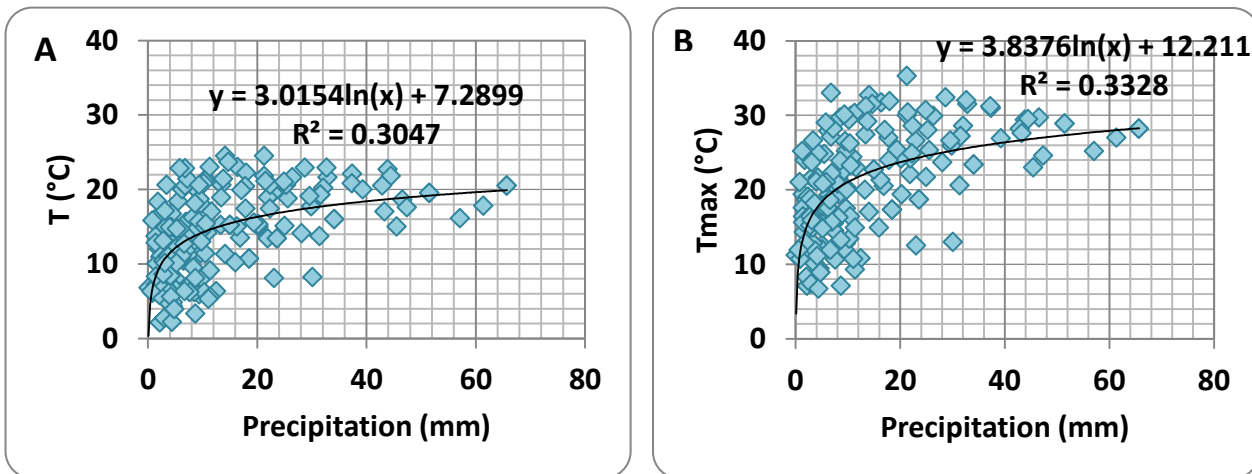 A
y = 3.0154ln(x) + 7.2899
R² = 0.3047
T (°C)
40
30
20
10
0
0 20 40 60 80
Precipitation (mm)
B
y = 3.8376ln(x) + 12.211
R² = 0.3328
Tmax (°C)
40
30
20
10
0
0 20 40 60 80
Precipitation (mm)